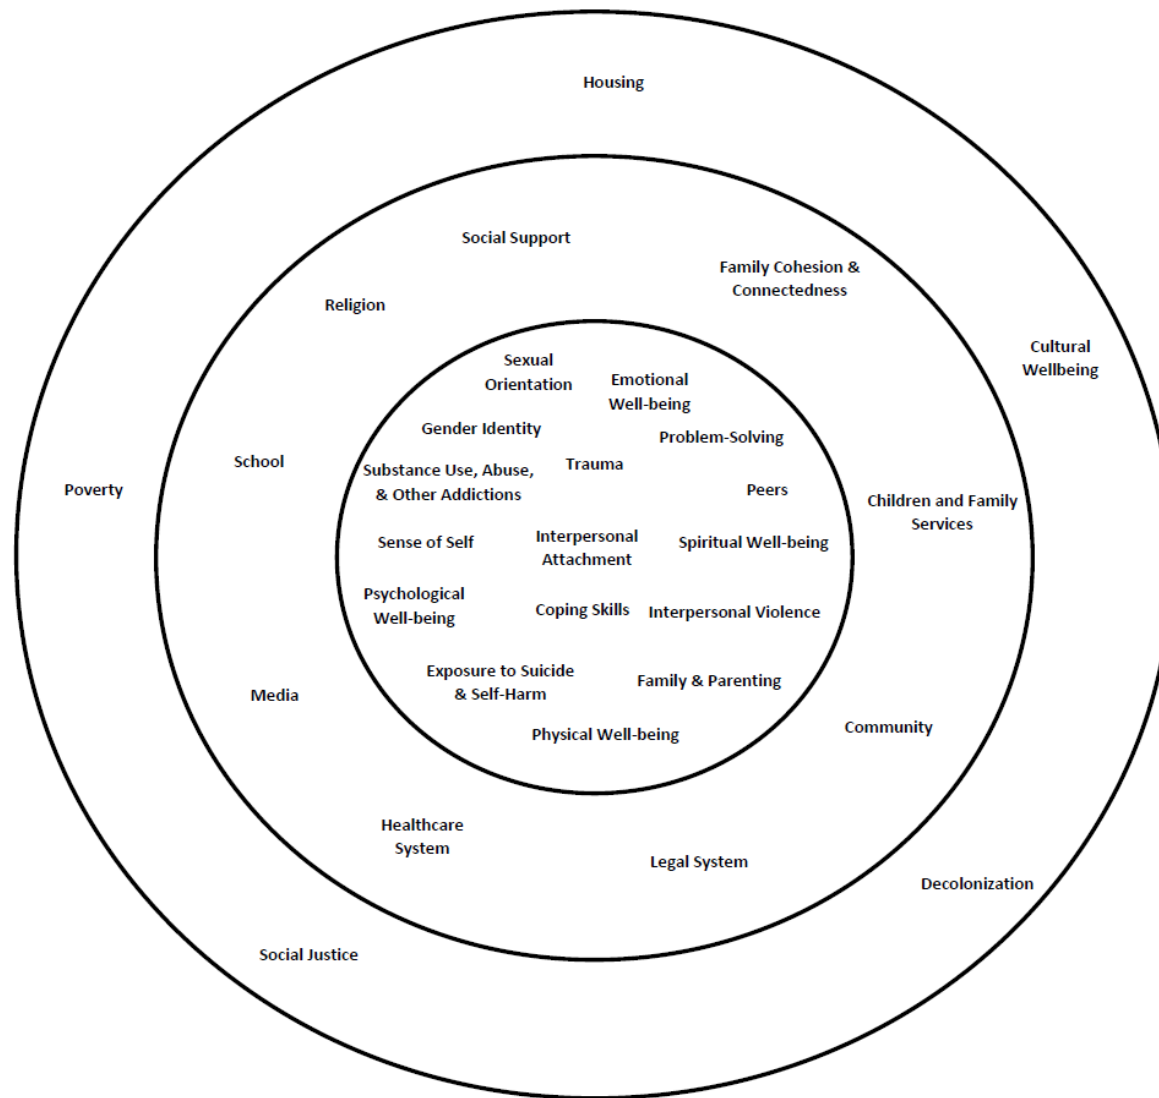 Housing
Social Support
Family Cohesion &
Connectedness
Religion
Cultural
Wellbeing
Sexual
Orientation
Emotional
Well-being
Gender Identity
Problem-Solving
School
Trauma
Substance Use, Abuse,
& Other Addictions
Poverty
Peers
Children and Family
Services
Sense of Self
Interpersonal
Attachment
Spiritual Well-being
Psychological
Well-being
Coping Skills
Interpersonal Violence
Exposure to Suicide
& Self-Harm
Family & Parenting
Media
Community
Physical Well-being
Healthcare
System
Legal System
Decolonization
Social Justice